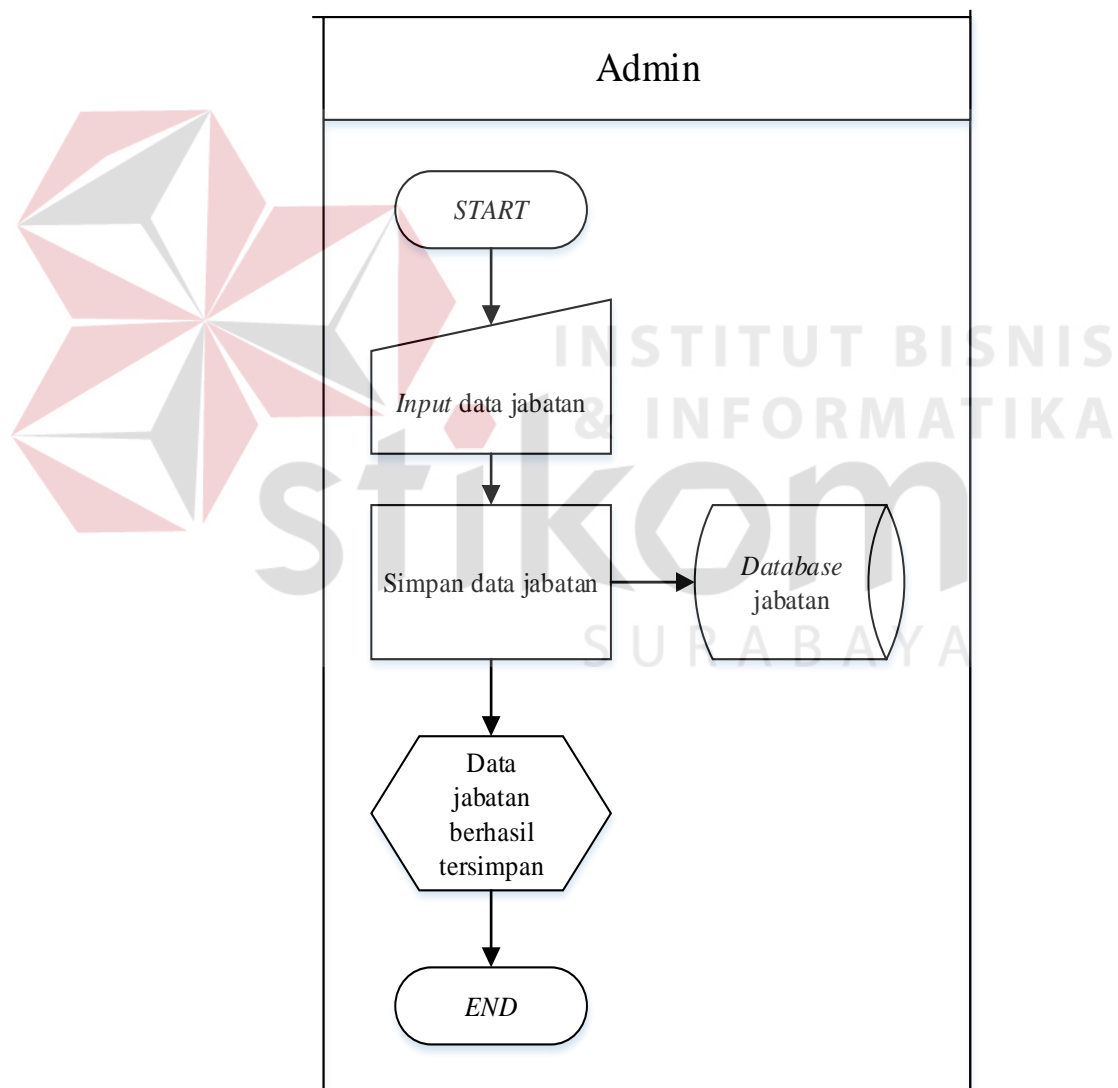 Admin
START
Input data jabatan
Simpan data jabatan
Database
jabatan
Data
jabatan
berhasil
tersimpan
END
INSTITUT BISNIS
& INFORMATIKA
stikom
SURABAYA